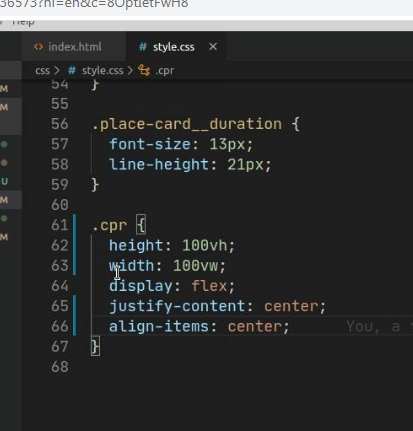 36573?hl=en&c=8OptIetFwH8
Help
<> index.html # style.css ×
css > # style.css > .cpr
54 }
55
56 .place-card__duration {
57 font-size: 13px;
58 line-height: 21px;
59 }
60
61 .cpr {
62 height: 100vh;
63 width: 100vw;
64 display: flex;
65 justify-content: center;
66 align-items: center; You, a
67 }
68
M
M
U
M
M